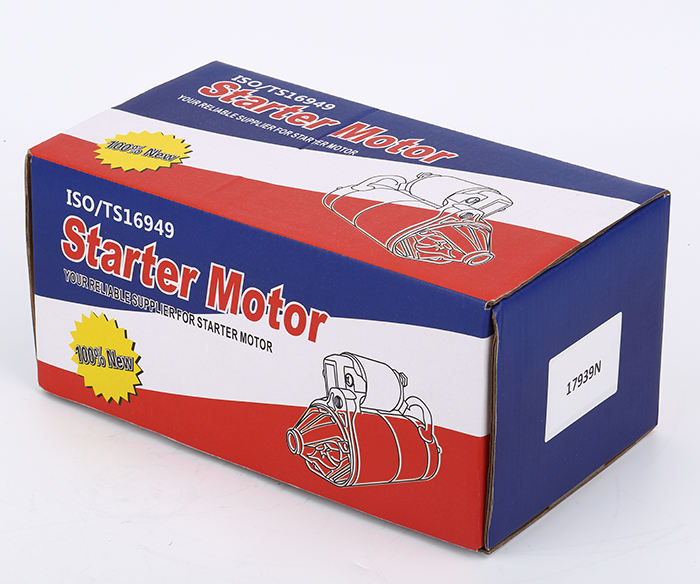 ISO/TS16949
Starter Motor
YOUR RELIABLE SUPPLIER FOR STARTER MOTOR
100% New
ISO/TS16949
Starter Motor
YOUR RELIABLE SUPPLIER FOR STARTER MOTOR
100% New
17939N